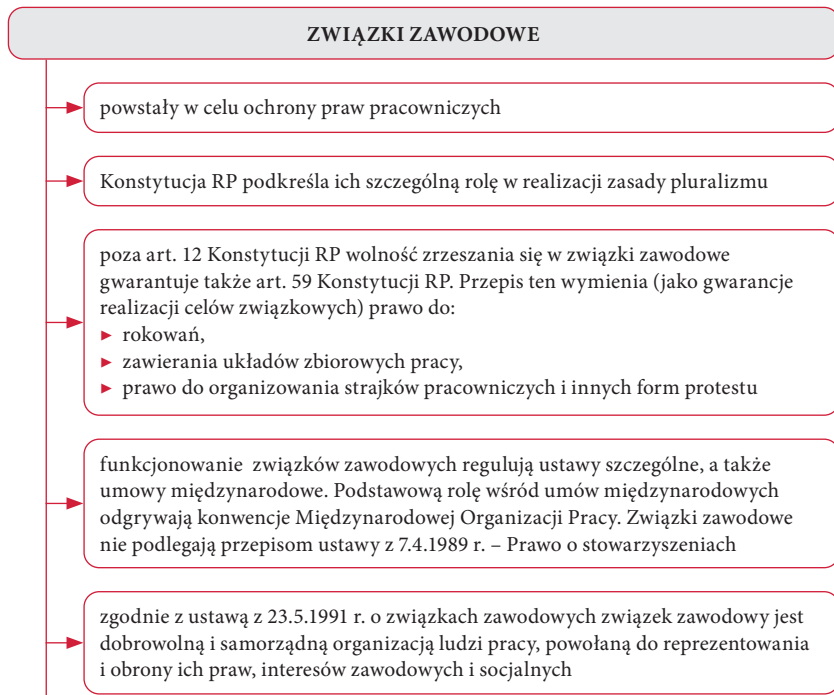 ZWIĄZKI ZAWODOWE
powstały w celu ochrony praw pracowniczych
Konstytucja RP podkreśla ich szczególną rolę w realizacji zasady pluralizmu
poza art. 12 Konstytucji RP wolność zrzeszania się w związki zawodowe
gwarantuje także art. 59 Konstytucji RP. Przepis ten wymienia (jako gwarancje
realizacji celów związkowych) prawo do:
► rokowań,
► zawierania układów zbiorowych pracy,
► prawo do organizowania strajków pracowniczych i innych form protestu
funkcjonowanie związków zawodowych regulują ustawy szczególne, a także
umowy międzynarodowe. Podstawową rolę wśród umów międzynarodowych
odgrywają konwencje Międzynarodowej Organizacji Pracy. Związki zawodowe
nie podlegają przepisom ustawy z 7.4.1989 r. – Prawo o stowarzyszeniach
zgodnie z ustawą z 23.5.1991 r. o związkach zawodowych związek zawodowy jest
dobrowolną i samorządną organizacją ludzi pracy, powołaną do reprezentowania
i obrony ich praw, interesów zawodowych i socjalnych